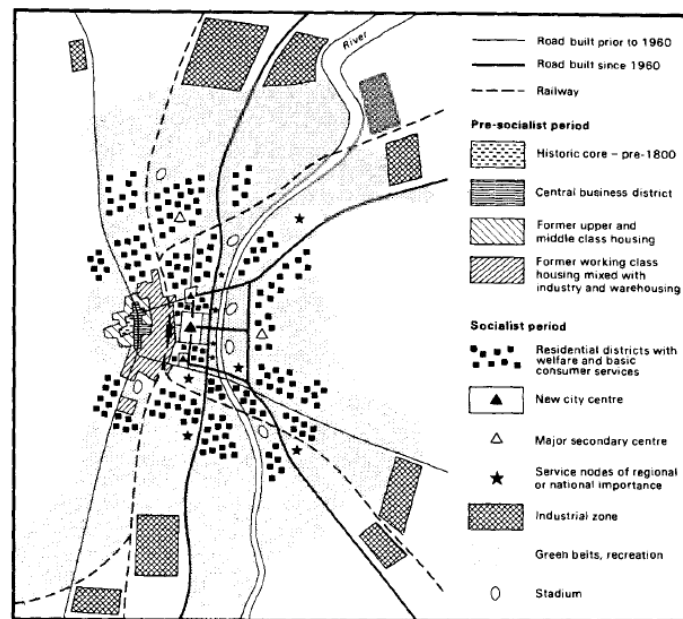 River
Road built prior to 1960
Road built since 1960
Railway
Pre-socialist period
Historic core – pre-1800
Central business district
Former upper and
middle class housing
Former working class
housing mixed with
industry and warehousing
Socialist period
Residential districts with
welfare and basic
consumer services
New city centre
Major secondary centre
Service nodes of regional
or national importance
Industrial zone
Green belts, recreation
Stadium